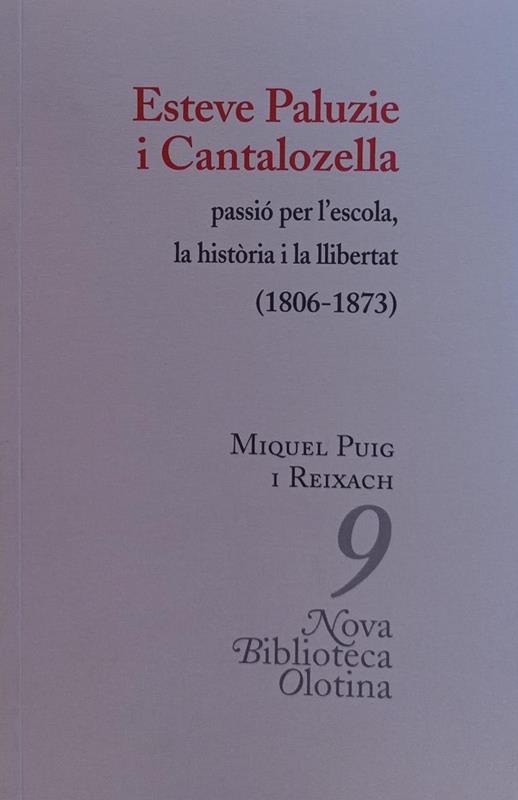 Esteve Paluzie
i Cantalozella
passió per l'escola,
la història i la llibertat
(1806-1873)
Miquel Puig
i Reixach
9
Nova
Biblioteca
Olotina